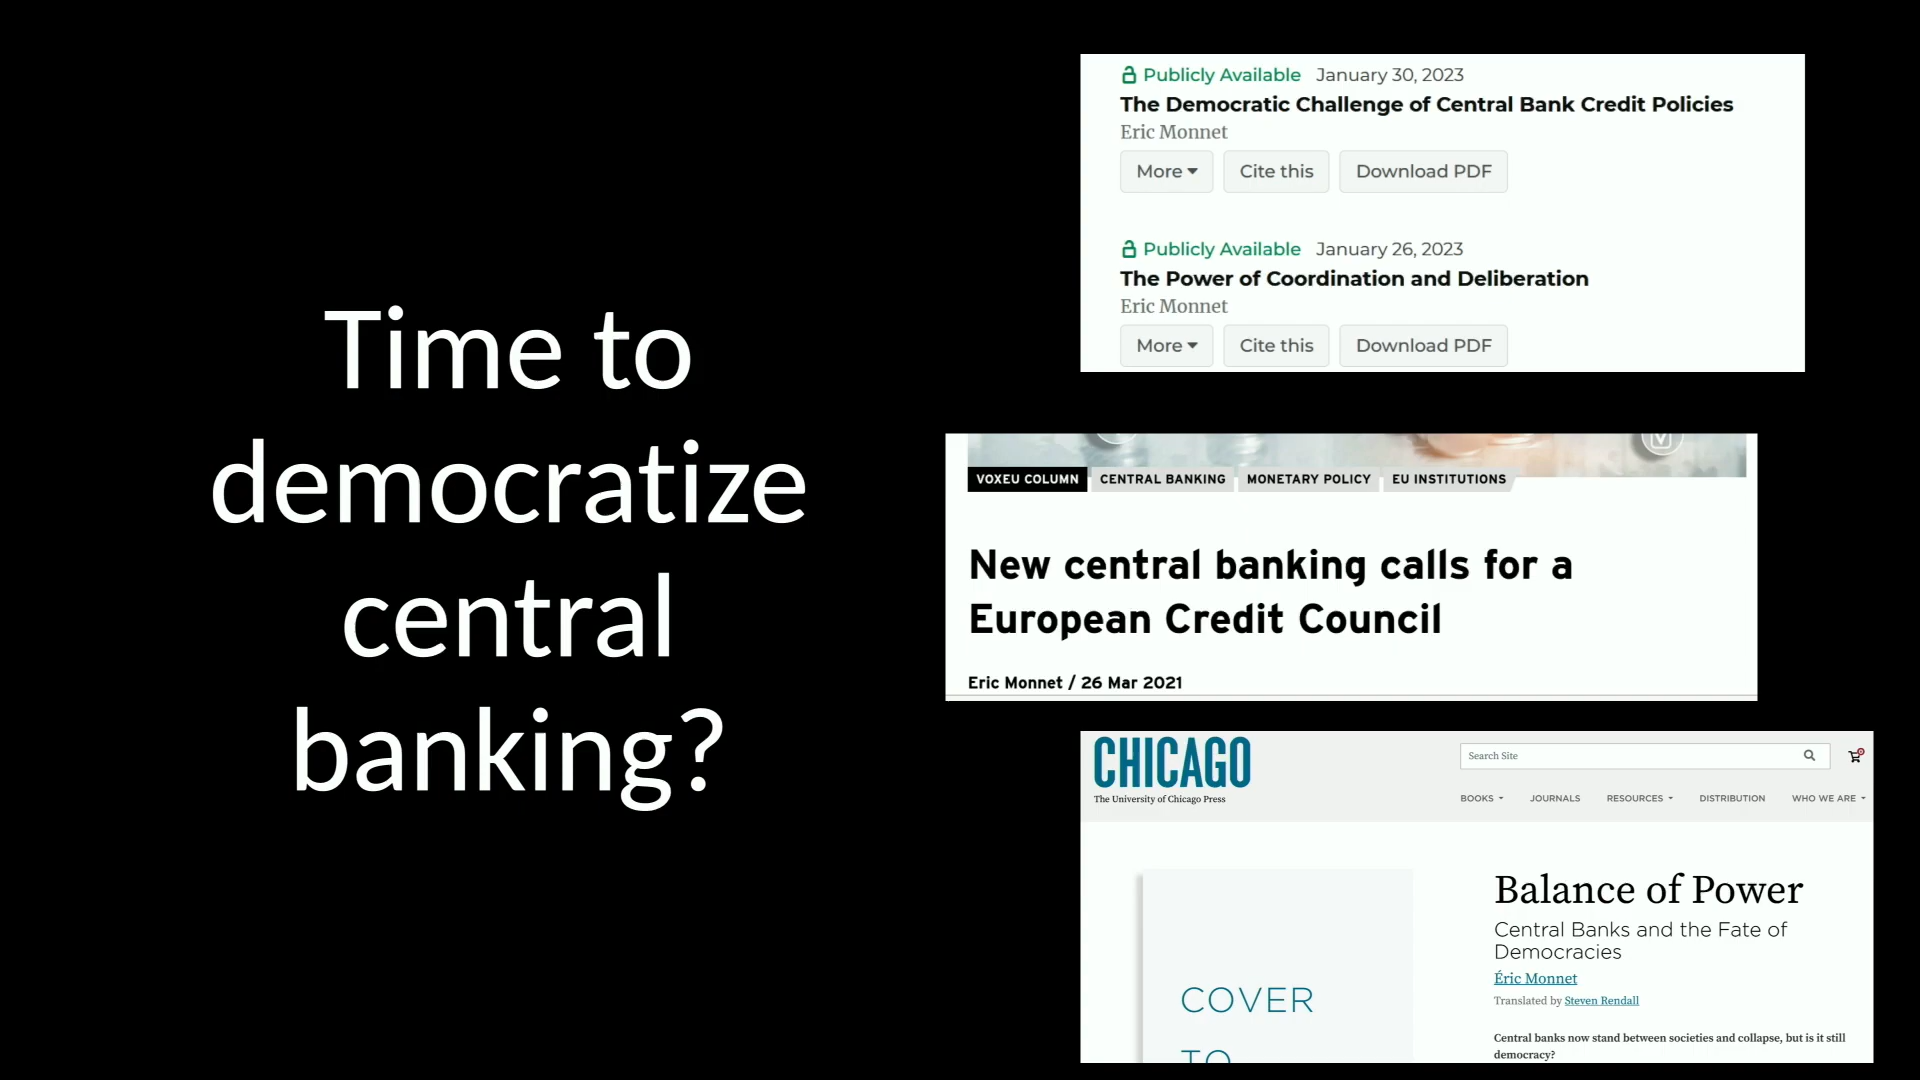 Time to
democratize
central
banking?
Publicly Available January 30, 2023
The Democratic Challenge of Central Bank Credit Policies
Eric Monnet
More Cite this Download PDF
Publicly Available January 26, 2023
The Power of Coordination and Deliberation
Eric Monnet
More Cite this Download PDF
VOXEU COLUMN CENTRAL BANKING MONETARY POLICY EU INSTITUTIONS
New central banking calls for a
European Credit Council
Eric Monnet / 26 Mar 2021
CHICAGO
The University of Chicago Press
Search Site
0
BOOKS JOURNALS RESOURCES DISTRIBUTION WHO WE ARE
Balance of Power
Central Banks and the Fate of
Democracies
Éric Monnet
Translated by Steven Rendall
Central banks now stand between societies and collapse, but is it still
democracy?
COVER
TO